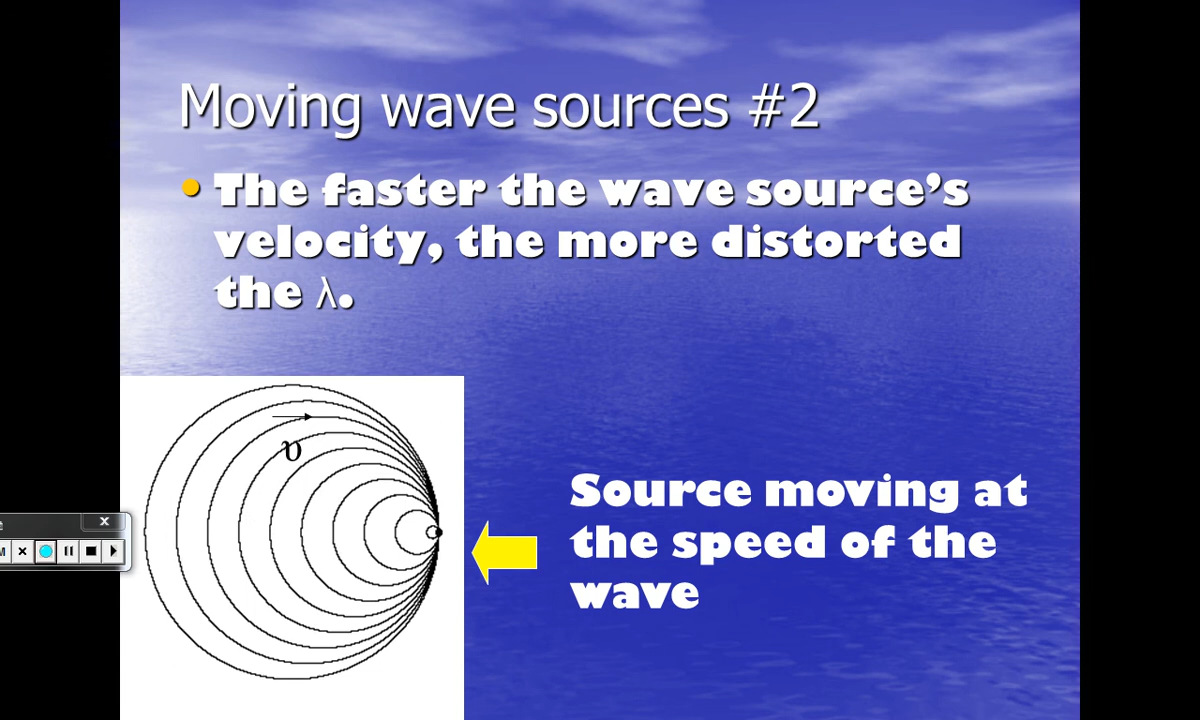 Moving wave sources #2
• The faster the wave source’s
velocity, the more distorted
the λ.
υ
Source moving at
the speed of the
wave